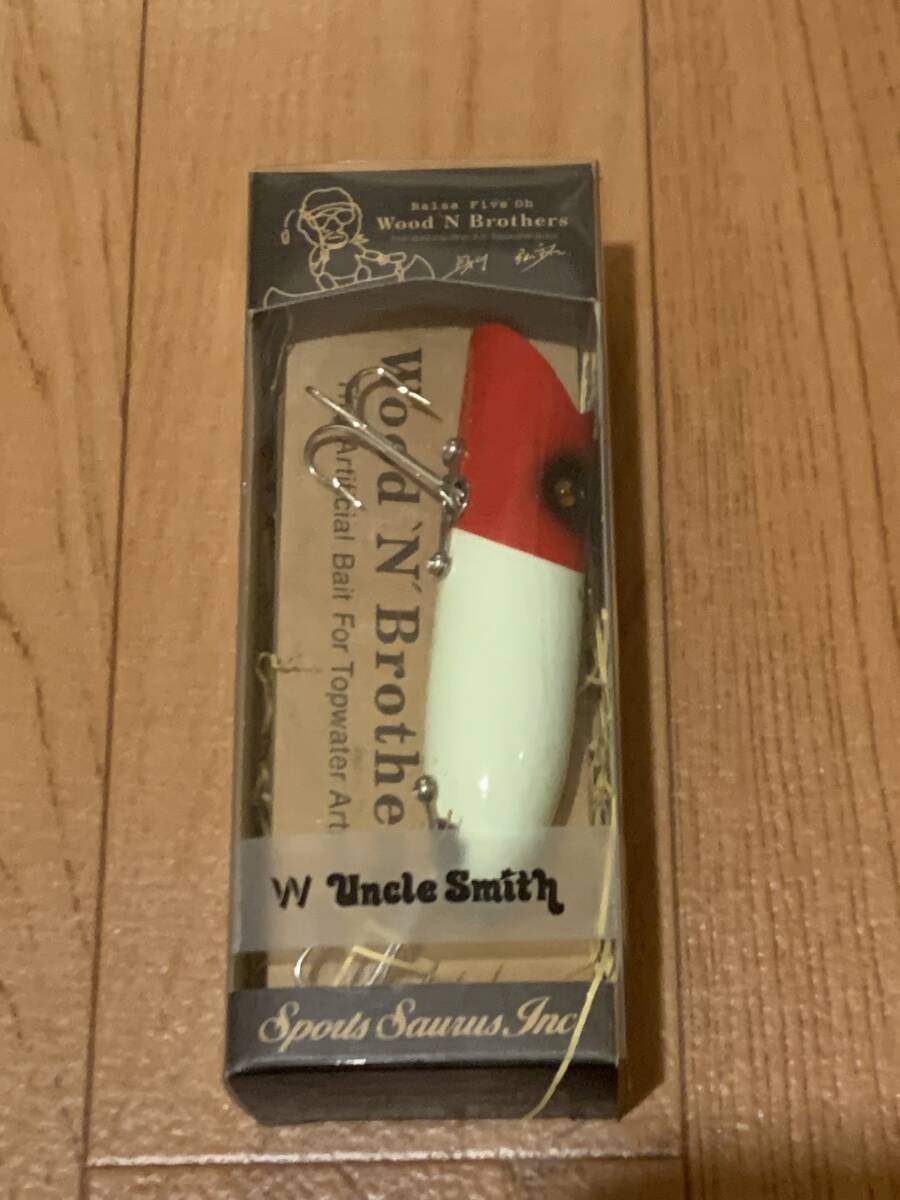 Balsa Five Oh
Wood 'N Brothers
Wood 'N' Brothe
Artificial Bait For Topwater Art
W Uncle Smith
Sports Saurus Inc